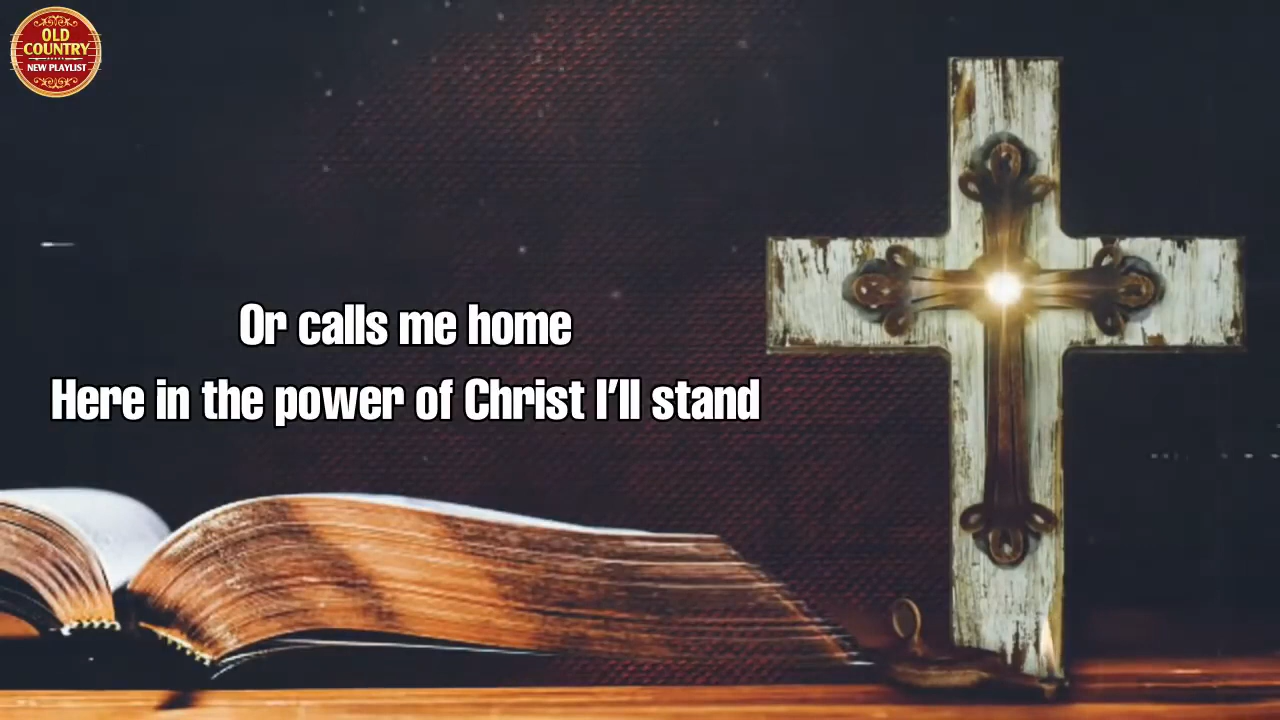 OLD
COUNTRY
NEW PLAYLIST
Or calls me home
Here in the power of Christ I'll stand